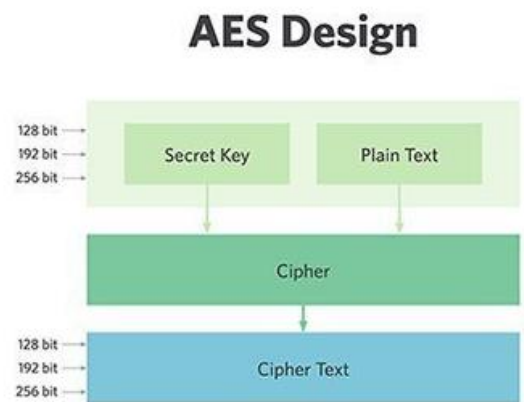 AES Design
128 bit
192 bit
256 bit
Secret Key
Plain Text
Cipher
128 bit
192 bit
256 bit
Cipher Text